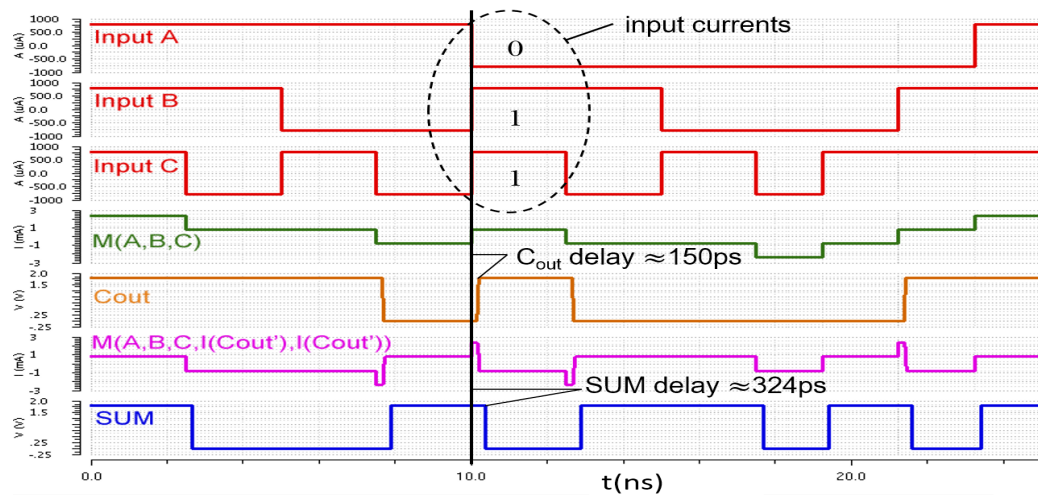 1000
500.0
0.0
-500.0
-1000
A (uA)
Input A
0
input currents
1000
500.0
0.0
-500.0
-1000
A (uA)
Input B
1
1000
500.0
0.0
-500.0
-1000
A (uA)
Input C
1
3
1
-1
-3
I (mA)
M(A,B,C)
Cout delay ≈150ps
2.0
1.5
-.25
V (V)
Cout
3
1
-1
-3
I (mA)
M(A,B,C,I(Cout'),I(Cout'))
SUM delay ≈324ps
2.0
1.5
-.25
V (V)
SUM
0.0 10.0 20.0
t(ns)